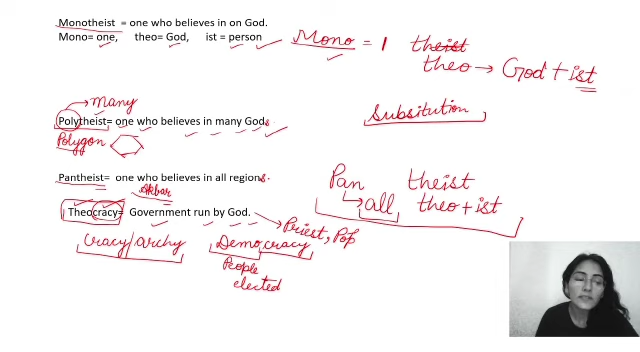 Monotheist = one who believes in on God.
Mono= one, theo= God, ist = person
Mono = 1 theist
theo → God + ist
many
Polytheist= one who believes in many Gods
Polygon
Substitution
Pantheist= one who believes in all regions.
Akbar
Pan theist
all theo + ist
Theocracy= Government run by God.
Priest, Pop
Cracy/archy Democracy
People
elected